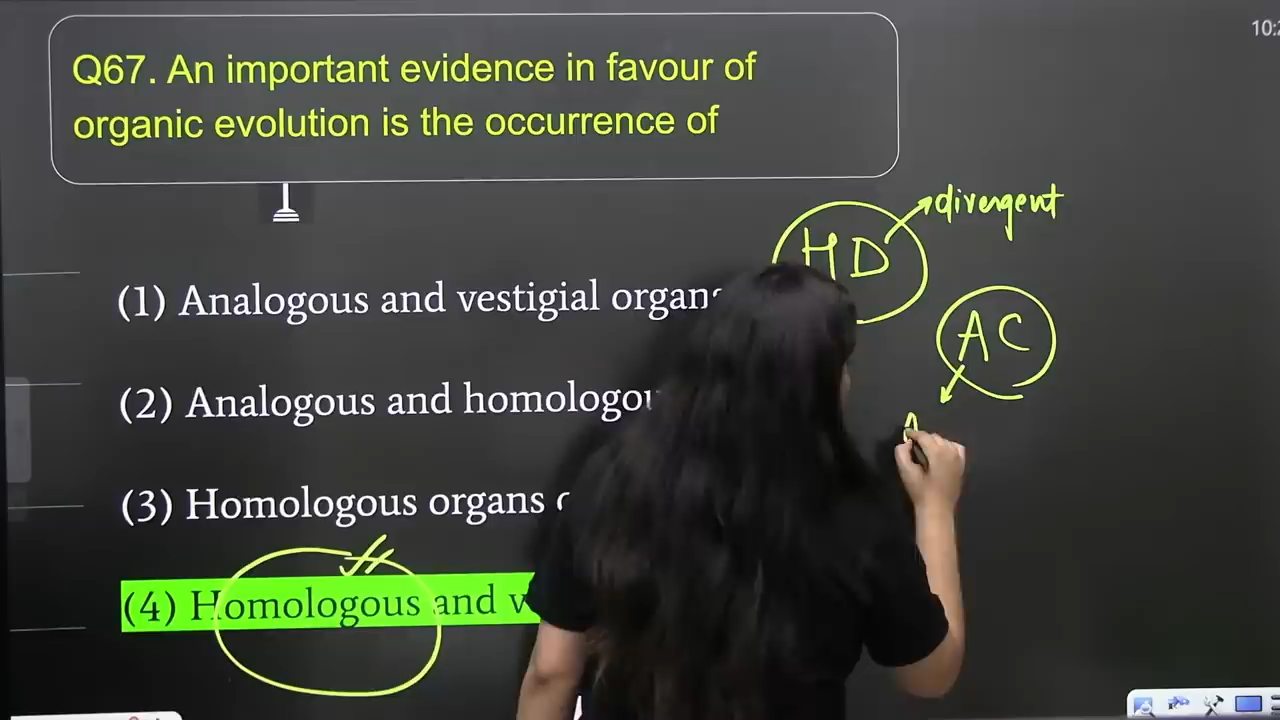 10:2
Q67. An important evidence in favour of
organic evolution is the occurrence of
divergent
HD
(1) Analogous and vestigial organs
AC
(2) Analogous and homologou
(3) Homologous organs
A
(4) Homologous and v